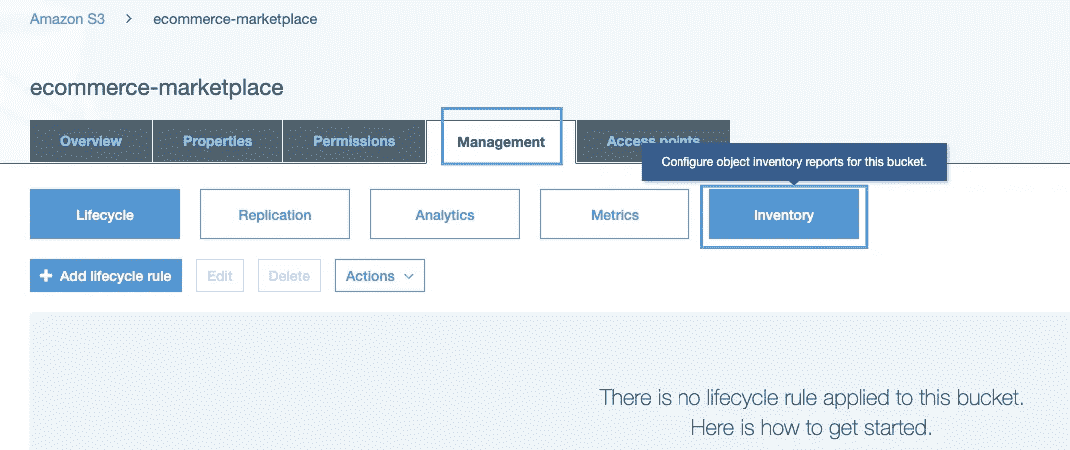 Amazon S3 > ecommerce-marketplace
ecommerce-marketplace
Overview Properties Permissions Management Access points
Configure object inventory reports for this bucket.
Lifecycle Replication Analytics Metrics Inventory
+ Add lifecycle rule Edit Delete Actions
There is no lifecycle rule applied to this bucket.
Here is how to get started.